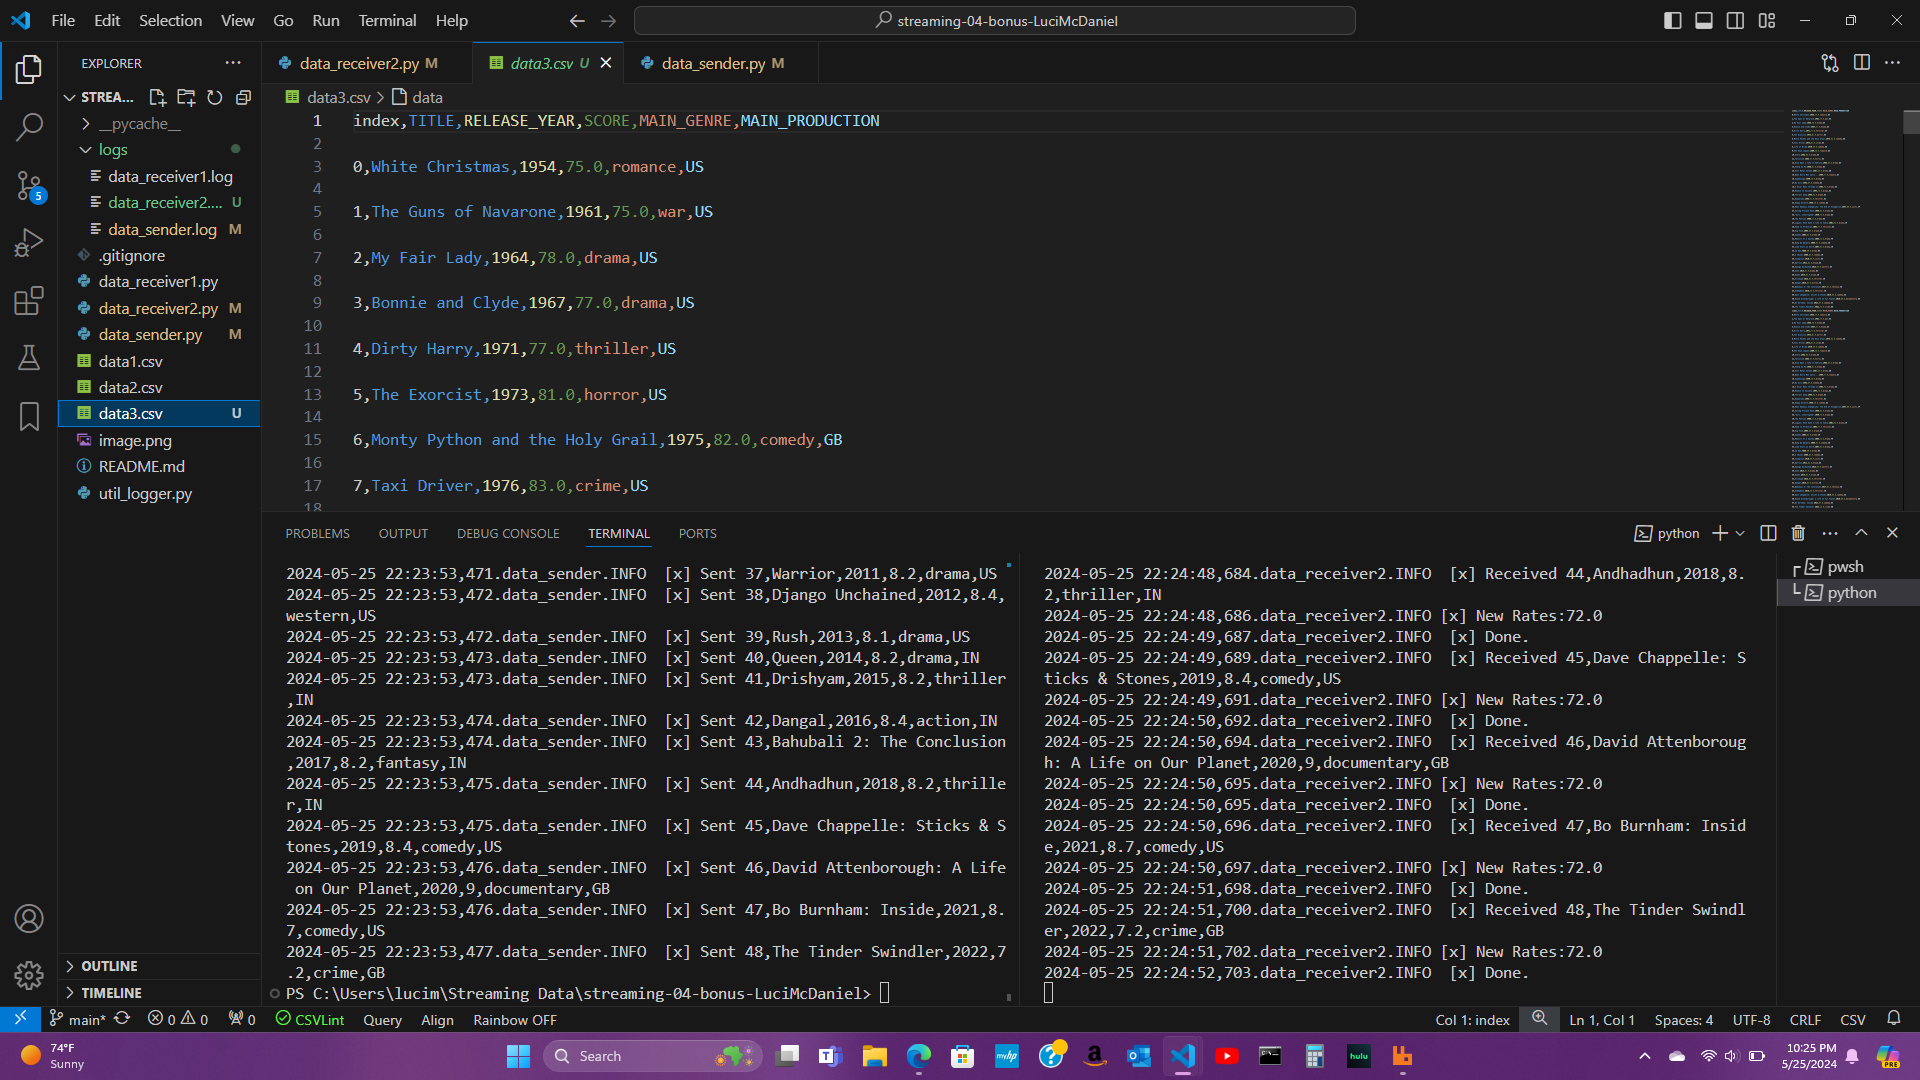 File Edit Selection View Go Run Terminal Help
streaming-04-bonus-LuciMcDaniel
EXPLORER
STREA...
__pycache__
logs
data_receiver1.log
data_receiver2.... U
data_sender.log M
.gitignore
data_receiver1.py
data_receiver2.py M
data_sender.py M
data1.csv
data2.csv
data3.csv U
image.png
README.md
util_logger.py
OUTLINE
TIMELINE
5
data_receiver2.py M data3.csv U data_sender.py M
data3.csv > data
1 index,TITLE,RELEASE_YEAR,SCORE,MAIN_GENRE,MAIN_PRODUCTION
2
3 0,White Christmas,1954,75.0,romance,US
4
5 1,The Guns of Navarone,1961,75.0,war,US
6
7 2,My Fair Lady,1964,78.0,drama,US
8
9 3,Bonnie and Clyde,1967,77.0,drama,US
10
11 4,Dirty Harry,1971,77.0,thriller,US
12
13 5,The Exorcist,1973,81.0,horror,US
14
15 6,Monty Python and the Holy Grail,1975,82.0,comedy,GB
16
17 7,Taxi Driver,1976,83.0,crime,US
18
PROBLEMS OUTPUT DEBUG CONSOLE TERMINAL PORTS
python
2024-05-25 22:23:53,471.data_sender.INFO  [x] Sent 37,Warrior,2011,8.2,drama,US
2024-05-25 22:23:53,472.data_sender.INFO  [x] Sent 38,Django Unchained,2012,8.4,
western,US
2024-05-25 22:23:53,472.data_sender.INFO  [x] Sent 39,Rush,2013,8.1,drama,US
2024-05-25 22:23:53,473.data_sender.INFO  [x] Sent 40,Queen,2014,8.2,drama,IN
2024-05-25 22:23:53,473.data_sender.INFO  [x] Sent 41,Drishyam,2015,8.2,thriller
,IN
2024-05-25 22:23:53,474.data_sender.INFO  [x] Sent 42,Dangal,2016,8.4,action,IN
2024-05-25 22:23:53,474.data_sender.INFO  [x] Sent 43,Bahubali 2: The Conclusion
,2017,8.2,fantasy,IN
2024-05-25 22:23:53,475.data_sender.INFO  [x] Sent 44,Andhadhun,2018,8.2,thrille
r,IN
2024-05-25 22:23:53,475.data_sender.INFO  [x] Sent 45,Dave Chappelle: Sticks & S
tones,2019,8.4,comedy,US
2024-05-25 22:23:53,476.data_sender.INFO  [x] Sent 46,David Attenborough: A Life
 on Our Planet,2020,9,documentary,GB
2024-05-25 22:23:53,476.data_sender.INFO  [x] Sent 47,Bo Burnham: Inside,2021,8.
7,comedy,US
2024-05-25 22:23:53,477.data_sender.INFO  [x] Sent 48,The Tinder Swindler,2022,7
.2,crime,GB
PS C:\Users\lucim\Streaming Data\streaming-04-bonus-LuciMcDaniel>
2024-05-25 22:24:48,684.data_receiver2.INFO  [x] Received 44,Andhadhun,2018,8.
2,thriller,IN
2024-05-25 22:24:48,686.data_receiver2.INFO [x] New Rates:72.0
2024-05-25 22:24:49,687.data_receiver2.INFO  [x] Done.
2024-05-25 22:24:49,689.data_receiver2.INFO  [x] Received 45,Dave Chappelle: S
ticks & Stones,2019,8.4,comedy,US
2024-05-25 22:24:49,691.data_receiver2.INFO [x] New Rates:72.0
2024-05-25 22:24:50,692.data_receiver2.INFO  [x] Done.
2024-05-25 22:24:50,694.data_receiver2.INFO  [x] Received 46,David Attenboroug
h: A Life on Our Planet,2020,9,documentary,GB
2024-05-25 22:24:50,695.data_receiver2.INFO [x] New Rates:72.0
2024-05-25 22:24:50,695.data_receiver2.INFO  [x] Done.
2024-05-25 22:24:50,696.data_receiver2.INFO  [x] Received 47,Bo Burnham: Insid
e,2021,8.7,comedy,US
2024-05-25 22:24:50,697.data_receiver2.INFO [x] New Rates:72.0
2024-05-25 22:24:51,698.data_receiver2.INFO  [x] Done.
2024-05-25 22:24:51,700.data_receiver2.INFO  [x] Received 48,The Tinder Swindl
er,2022,7.2,crime,GB
2024-05-25 22:24:51,702.data_receiver2.INFO [x] New Rates:72.0
2024-05-25 22:24:52,703.data_receiver2.INFO  [x] Done.
pwsh
python
main* 0 0 0 CSVLint Query Align Rainbow OFF Col 1: index Ln 1, Col 1 Spaces: 4 UTF-8 CRLF CSV
74°F
Sunny
Search
myhp
hulu
10:25 PM
5/25/2024
PRE